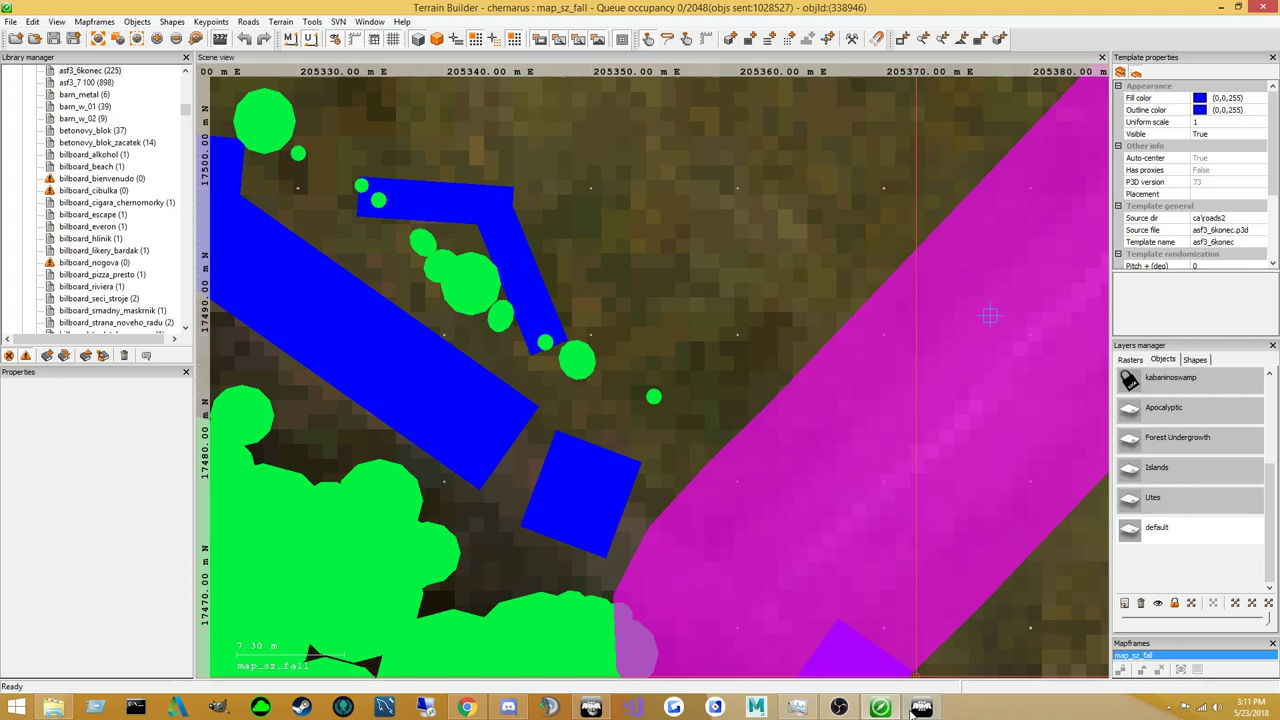 Terrain Builder - chernarus : map_sz_fall - Queue occupancy 0/2048(objs sent:1028527) - objId:(338946)
File Edit View Mapframes Objects Shapes Keypoints Roads Terrain Tools SVN Window Help
Library manager
asf3_6konec (225)
asf3_7 100 (898)
barn_metal (6)
barn_w_01 (39)
barn_w_02 (9)
betonovy_blok (37)
betonovy_blok_zacatek (14)
bilboard_alkohol (1)
bilboard_beach (1)
bilboard_bienvenudo (0)
bilboard_cibulka (0)
bilboard_cigara_chernomorky (1)
bilboard_escape (1)
bilboard_everon (1)
bilboard_hlinik (1)
bilboard_likery_bardak (1)
bilboard_nogova (0)
bilboard_pizza_presto (1)
bilboard_riviera (1)
bilboard_seci_stroje (2)
bilboard_smadny_maskrnik (1)
bilboard_strana_noveho_radu (2)
Properties
Scene view
00 m E 205330.00 m E 205340.00 m E 205350.00 m E 205360.00 m E 205370.00 m E 205380.00 m
17500.00 m N
17490.00 m N
17480.00 m N
17470.00 m N
7.30 m
map_sz_fall
Template properties
Appearance
Fill color (0,0,255)
Outline color (0,0,255)
Uniform scale 1
Visible True
Other info
Auto-center True
Has proxies False
P3D version 73
Placement
Template general
Source dir ca\roads2
Source file asf3_6konec.p3d
Template name asf3_6konec
Template randomization
Pitch + (deg) 0
Layers manager
Rasters Objects Shapes
kabaninoswamp
Apocalyptic
Forest Undergrowth
Islands
Utes
default
Mapframes
map_sz_fall
Ready
3:11 PM
5/23/2018